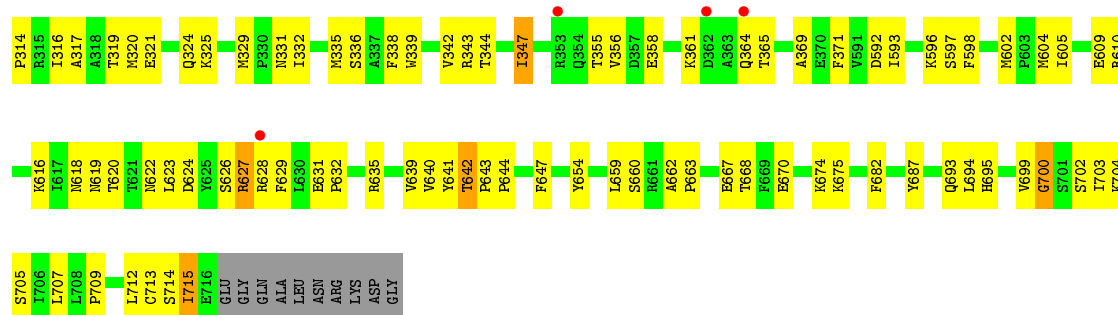 P314 R315 I316 A317 A318 T319 M320 E321 Q324 K325 M329 P330 N331 I332 M335 S336 A337 F338 W339 V342 R343 T344 I347 R353 Q354 T355 V356 D357 E358 K361 D362 A363 Q364 T365 A369 E370 F371 V591 D592 I593 K596 S597 F598 M602 P603 M604 I605 E609
K616 I617 N618 N619 T620 T621 N622 L623 D624 Y625 S626 R627 R628 F629 L630 E631 P632 R635 V639 V640 Y641 T642 P643 P644 F647 Y654 L659 S660 R661 A662 P663 E667 T668 F669 E670 K674 K675 F682 Y687 Q693 L694 H695 V699 G700 S701 S702 I703
S705 I706 L707 L708 P709 L712 C713 S714 I715 E716 GLU GLY GLN ALA LEU ASN ARG LYS ASP GLY